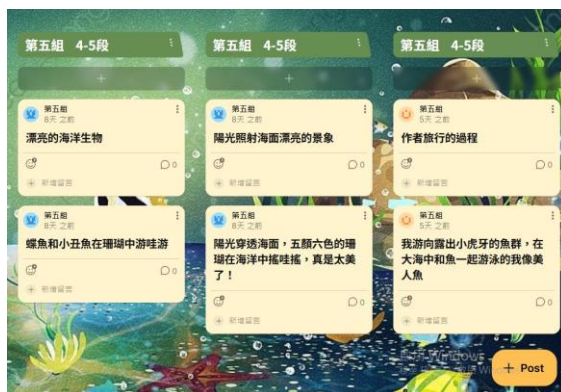 第五組 4-5段
第五組
8天 之前
漂亮的海洋生物
0
新增留言
第五組
8天 之前
蝶魚和小丑魚在珊瑚中游哇游
0
新增留言
第五組 4-5段
第五組
8天 之前
陽光照射海面漂亮的景象
0
新增留言
第五組
8天 之前
陽光穿透海面，五顏六色的珊
瑚在海洋中搖哇搖，真是太美
了！
0
新增留言
第五組 4-5段
第五組
5天 之前
作者旅行的過程
0
新增留言
第五組
5天 之前
我游向露出小虎牙的魚群，在
大海中和魚一起游泳的我像美
人魚
0
新增留言
Windows
+ Post